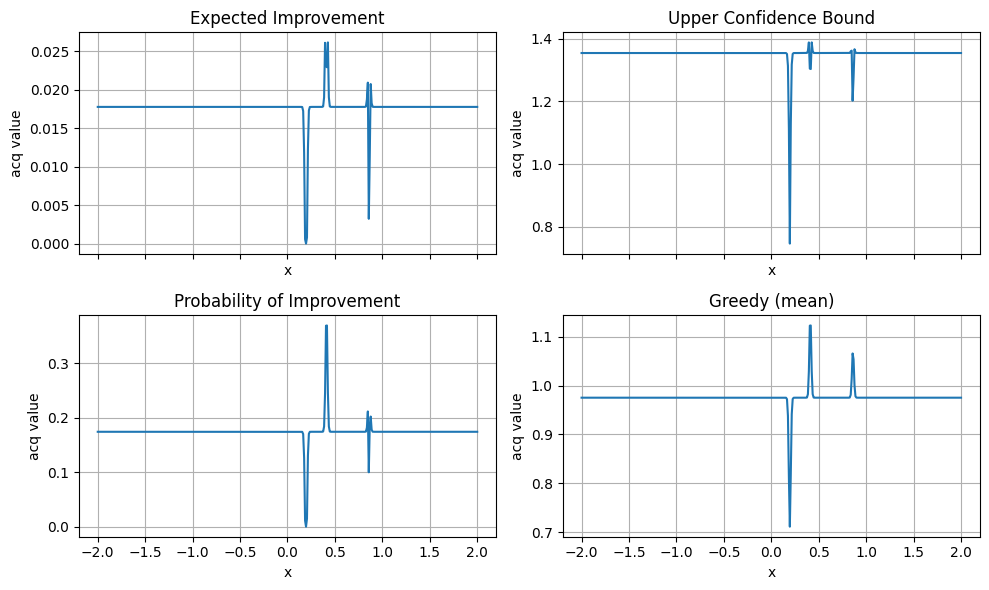 Expected Improvement
acq value
0.025
0.020
0.015
0.010
0.005
0.000
x
Upper Confidence Bound
acq value
1.4
1.2
1.0
0.8
x
Probability of Improvement
acq value
0.3
0.2
0.1
0.0
−2.0 −1.5 −1.0 −0.5 0.0 0.5 1.0 1.5 2.0
x
Greedy (mean)
acq value
1.1
1.0
0.9
0.8
0.7
−2.0 −1.5 −1.0 −0.5 0.0 0.5 1.0 1.5 2.0
x